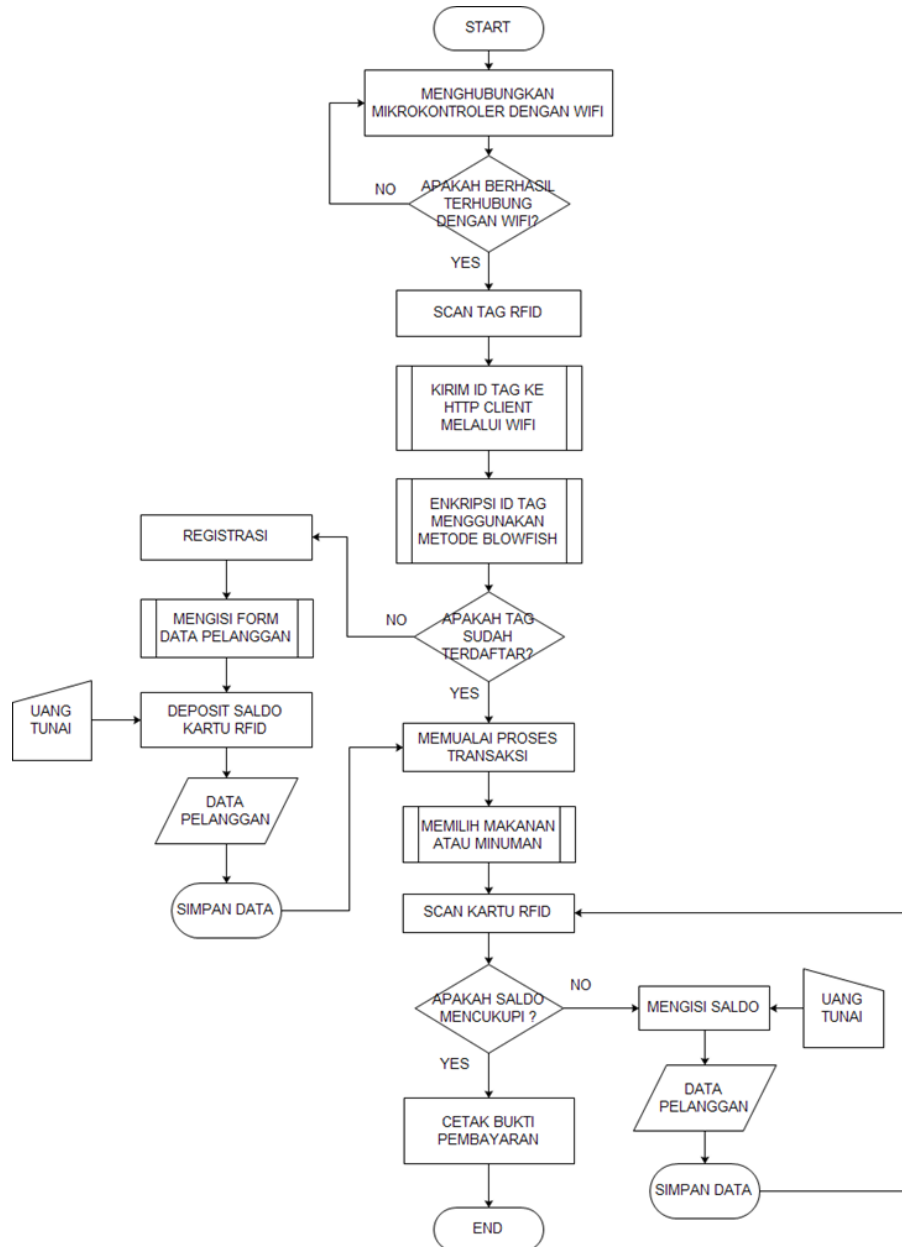 START
MENGHUBUNGKAN
MIKROKONTROLER DENGAN WIFI
NO
APAKAH BERHASIL
TERHUBUNG
DENGAN WIFI?
YES
SCAN TAG RFID
KIRIM ID TAG KE
HTTP CLIENT
MELALUI WIFI
ENKRIPSI ID TAG
MENGGUNAKAN
METODE BLOWFISH
REGISTRASI
NO
APAKAH TAG
SUDAH
TERDAFTAR?
MENGISI FORM
DATA PELANGGAN
YES
UANG
TUNAI
DEPOSIT SALDO
KARTU RFID
MEMUALAI PROSES
TRANSAKSI
DATA
PELANGGAN
MEMILIH MAKANAN
ATAU MINUMAN
SIMPAN DATA
SCAN KARTU RFID
APAKAH SALDO
MENCUKUPI ?
NO
MENGISI SALDO
UANG
TUNAI
YES
DATA
PELANGGAN
CETAK BUKTI
PEMBAYARAN
SIMPAN DATA
END